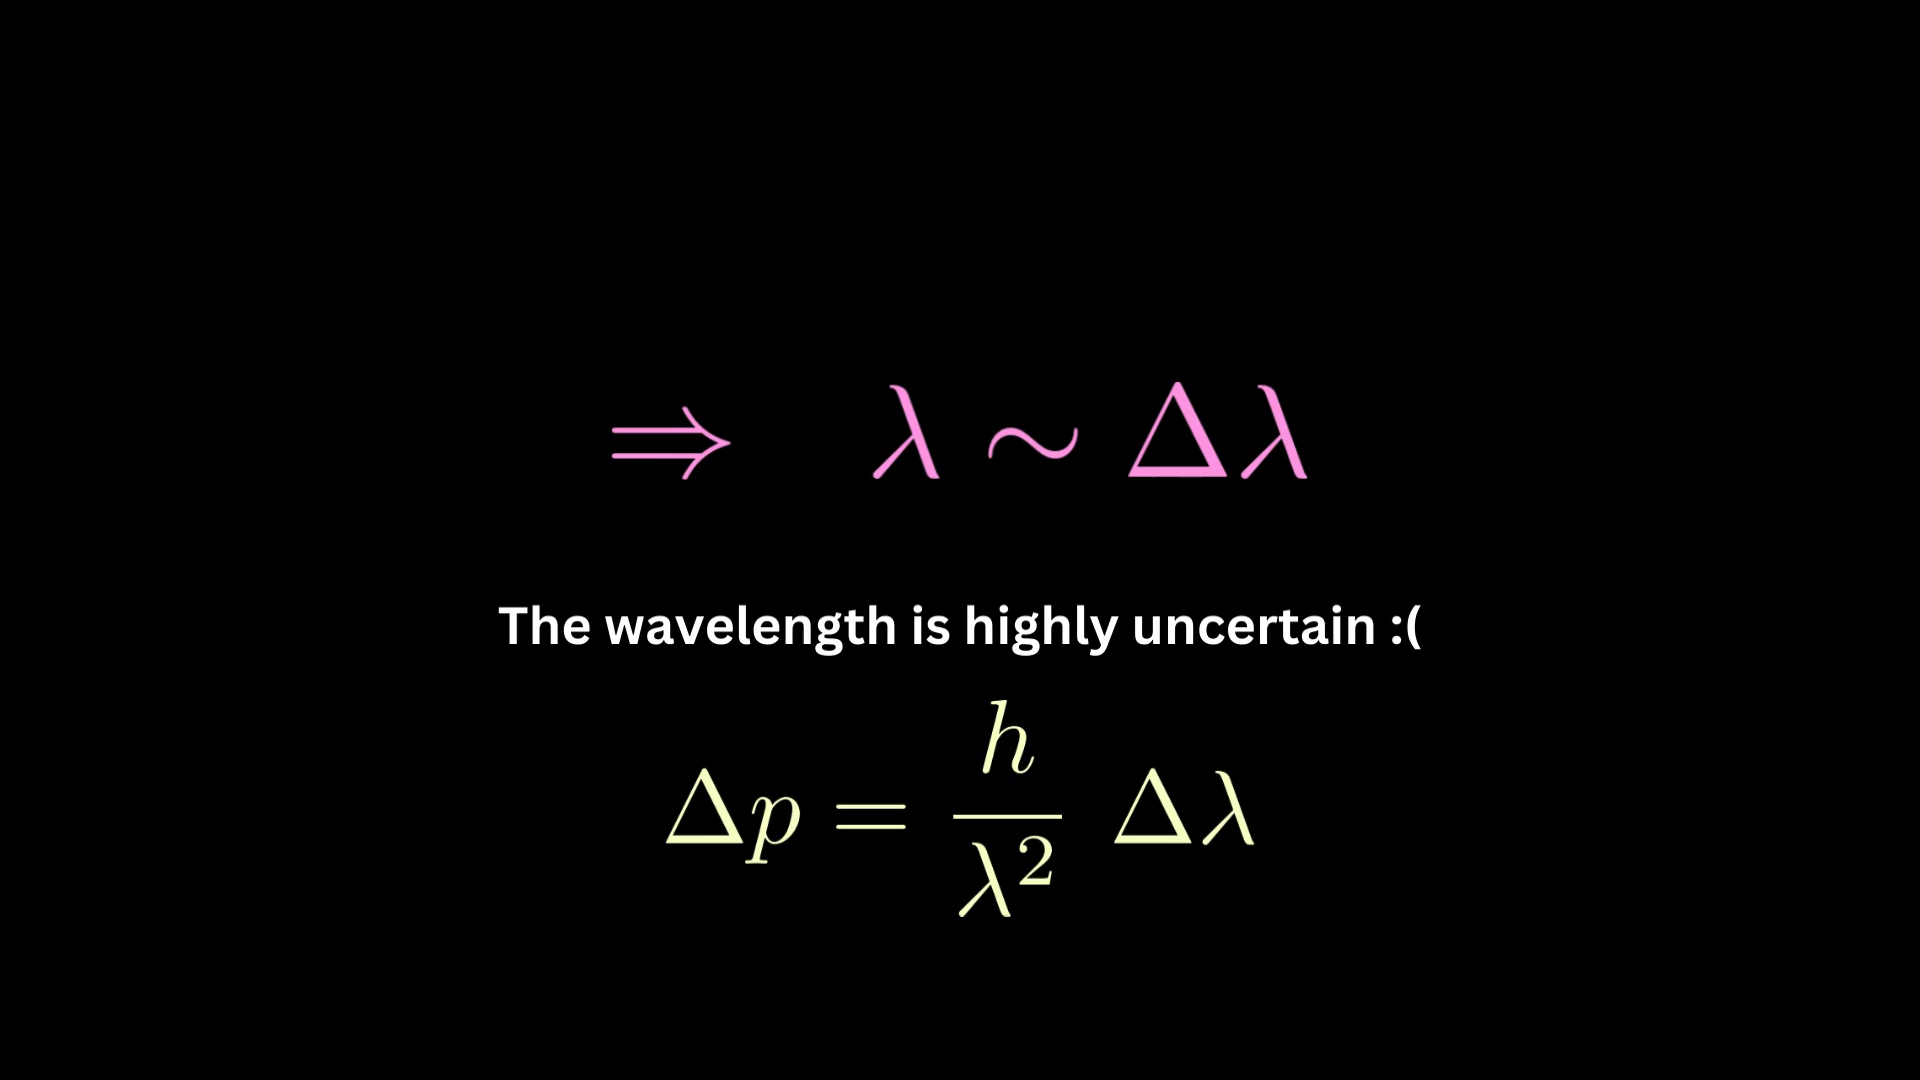 ⇒ λ ∼ Δλ
The wavelength is highly uncertain :(
Δp = h/λ² Δλ